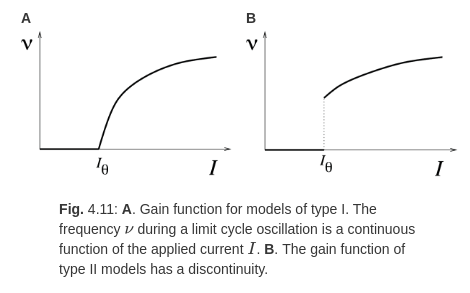 A B
ν ν
I_θ I I_θ I
Fig. 4.11: A. Gain function for models of type I. The
frequency ν during a limit cycle oscillation is a continuous
function of the applied current I. B. The gain function of
type II models has a discontinuity.